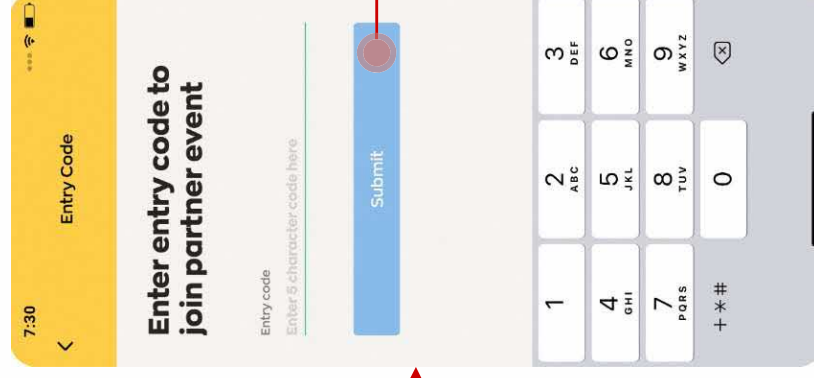 7:30
Entry Code
Enter entry code to
join partner event
Entry code
Enter 5 character code here
Submit
1
2
ABC
3
DEF
4
GHI
5
JKL
6
MNO
7
PQRS
8
TUV
9
WXYZ
+ * #
0